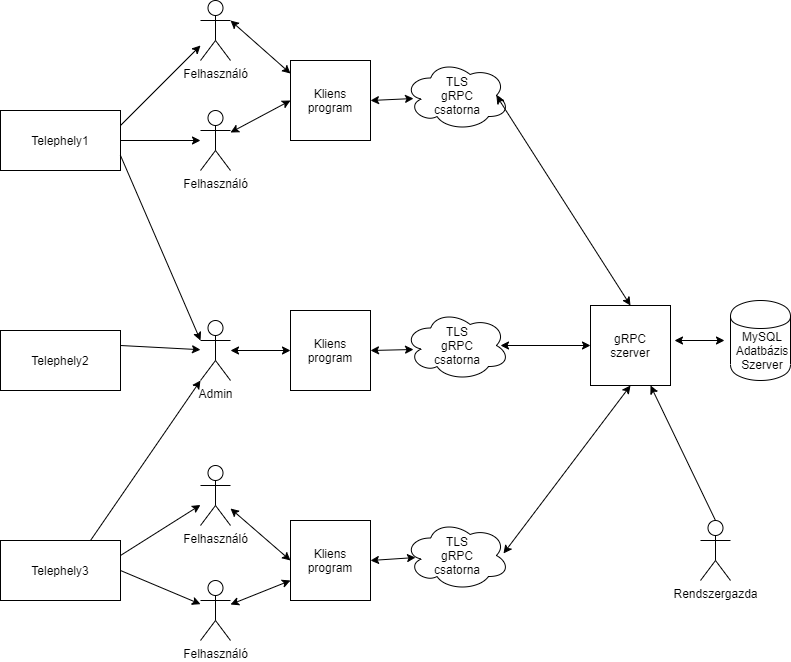 Felhasználó
Kliens
program
TLS
gRPC
csatorna
Telephely1
Felhasználó
Telephely2
Admin
Kliens
program
TLS
gRPC
csatorna
gRPC
szerver
MySQL
Adatbázis
Szerver
Felhasználó
Kliens
program
TLS
gRPC
csatorna
Telephely3
Rendszergazda
Felhasználó